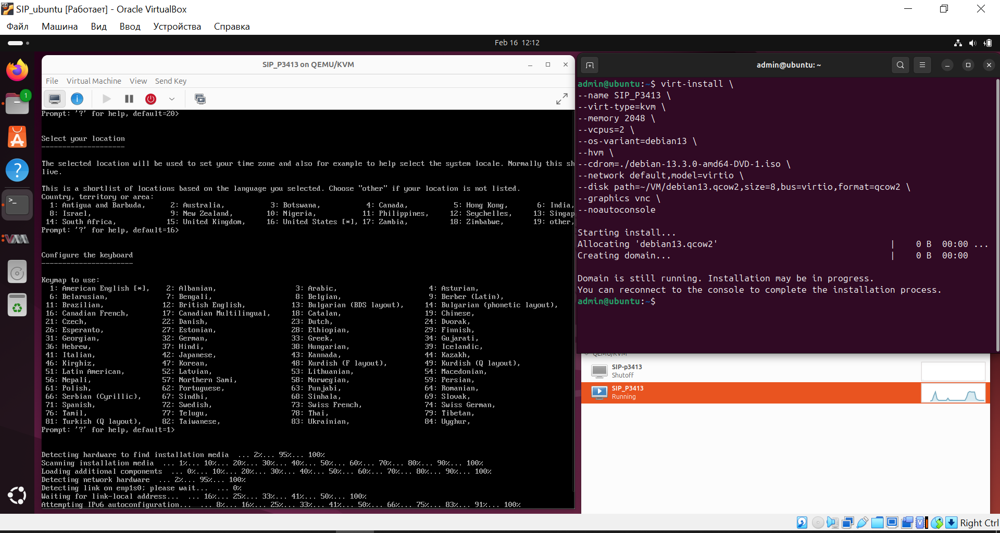 SIP_ubuntu [Работает] - Oracle VirtualBox
Файл Машина Вид Ввод Устройства Справка
Feb 16 12:12
1
SIP_P3413 on QEMU/KVM
File Virtual Machine View Send Key
Prompt: '?' for help, default=20>
Select your location
--------------------
The selected location will be used to set your time zone and also for example to help select the system locale. Normally this sh
live.
This is a shortlist of locations based on the language you selected. Choose "other" if your location is not listed.
Country, territory or area:
1: Antigua and Barbuda, 2: Australia, 3: Botswana, 4: Canada, 5: Hong Kong, 6: India,
8: Israel, 9: New Zealand, 10: Nigeria, 11: Philippines, 12: Seychelles, 13: Singap
14: South Africa, 15: United Kingdom, 16: United States [*], 17: Zambia, 18: Zimbabwe, 19: other,
Prompt: '?' for help, default=16>
Configure the keyboard
----------------------
Keymap to use:
1: American English [*], 2: Albanian, 3: Arabic, 4: Asturian,
6: Belarusian, 7: Bengali, 8: Belgian, 9: Berber (Latin),
11: Brazilian, 12: British English, 13: Bulgarian (BDS layout), 14: Bulgarian (phonetic layout),
16: Canadian French, 17: Canadian Multilingual, 18: Catalan, 19: Chinese,
21: Czech, 22: Danish, 23: Dutch, 24: Dvorak,
26: Esperanto, 27: Estonian, 28: Ethiopian, 29: Finnish,
31: Georgian, 32: German, 33: Greek, 34: Gujarati,
36: Hebrew, 37: Hindi, 38: Hungarian, 39: Icelandic,
41: Italian, 42: Japanese, 43: Kannada, 44: Kazakh,
46: Kirghiz, 47: Korean, 48: Kurdish (F layout), 49: Kurdish (Q layout),
51: Latin American, 52: Latvian, 53: Lithuanian, 54: Macedonian,
56: Nepali, 57: Northern Sami, 58: Norwegian, 59: Persian,
61: Polish, 62: Portuguese, 63: Punjabi, 64: Romanian,
66: Serbian (Cyrillic), 67: Sindhi, 68: Sinhala, 69: Slovak,
71: Spanish, 72: Swedish, 73: Swiss French, 74: Swiss German,
76: Tamil, 77: Telugu, 78: Thai, 79: Tibetan,
81: Turkish (Q layout), 82: Taiwanese, 83: Ukrainian, 84: Uyghur,
Prompt: '?' for help, default=1>
Detecting hardware to find installation media ... 2%... 95%... 100%
Scanning installation media ... 1%... 10%... 20%... 30%... 40%... 50%... 60%... 70%... 80%... 90%... 100%
Loading additional components ... 0%... 10%... 20%... 30%... 40%... 50%... 60%... 70%... 80%... 90%... 100%
Detecting network hardware ... 2%... 95%... 100%
Detecting link on enp1s0; please wait... ... 0%
Waiting for link-local address... ... 16%... 25%... 33%... 41%... 50%... 100%
Attempting IPv6 autoconfiguration... ... 8%... 16%... 25%... 33%... 41%... 50%... 66%... 75%... 83%... 91%... 100%
admin@ubuntu: ~
admin@ubuntu:~$ virt-install \
--name SIP_P3413 \
--virt-type=kvm \
--memory 2048 \
--vcpus=2 \
--os-variant=debian13 \
--hvm \
--cdrom=./debian-13.3.0-amd64-DVD-1.iso \
--network default,model=virtio \
--disk path=~/VM/debian13.qcow2,size=8,bus=virtio,format=qcow2 \
--graphics vnc \
--noautoconsole
Starting install...
Allocating 'debian13.qcow2' | 0 B 00:00 ...
Creating domain... | 0 B 00:00
Domain is still running. Installation may be in progress.
You can reconnect to the console to complete the installation process.
admin@ubuntu:~$
QEMU/KVM
SIP-p3413
Shutoff
SIP_P3413
Running
Right Ctrl